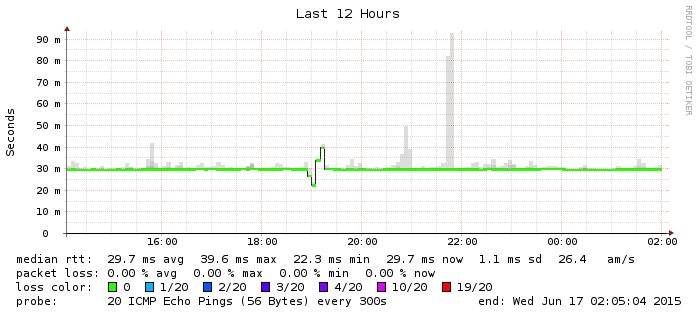 Last 12 Hours
RRDTOOL / TOBI OETIKER
Seconds
90 m
80 m
70 m
60 m
50 m
40 m
30 m
20 m
10 m
0
16:00 18:00 20:00 22:00 00:00 02:00
median rtt: 29.7 ms avg 39.6 ms max 22.3 ms min 29.7 ms now 1.1 ms sd 26.4 am/s
packet loss: 0.00 % avg 0.00 % max 0.00 % min 0.00 % now
loss color: 0 1/20 2/20 3/20 4/20 10/20 19/20
probe: 20 ICMP Echo Pings (56 Bytes) every 300s end: Wed Jun 17 02:05:04 2015